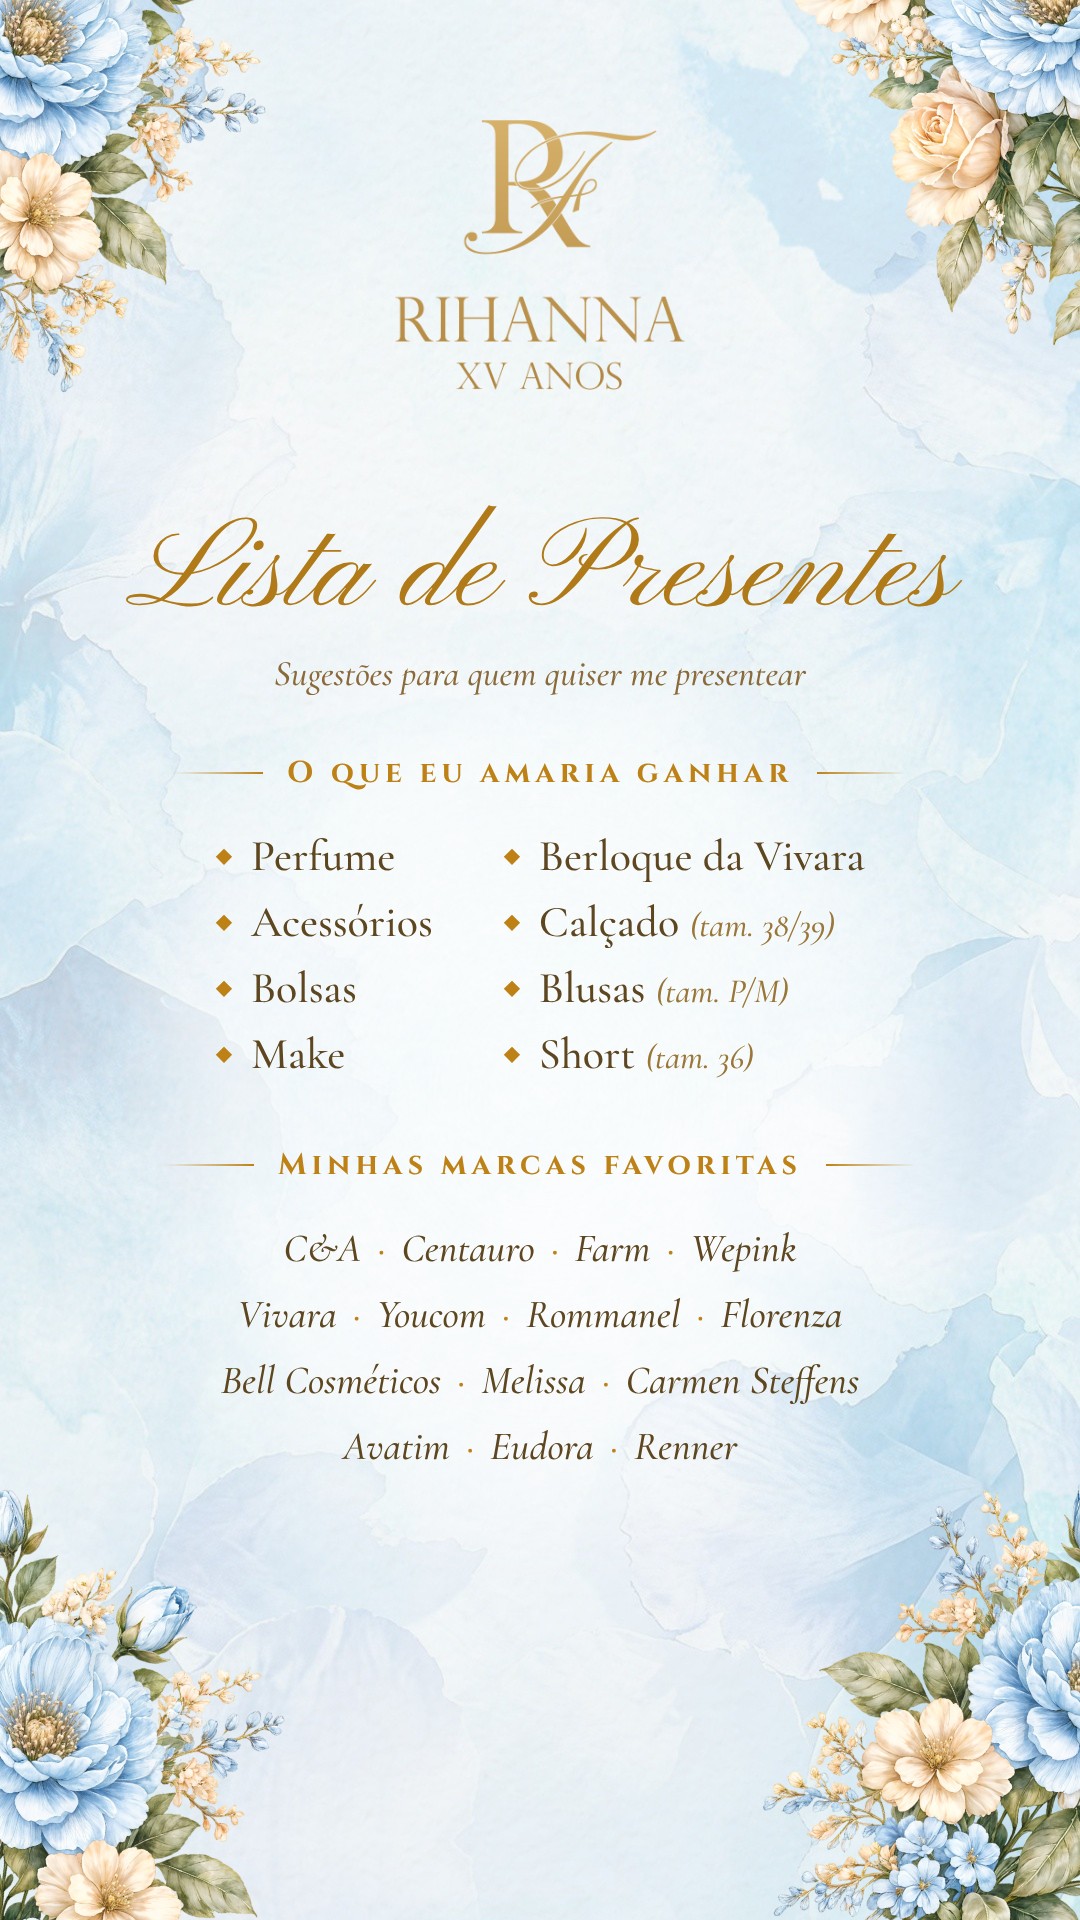 RF
RIHANNA
XV ANOS
Lista de Presentes
Sugestões para quem quiser me presentear
O QUE EU AMARIA GANHAR
Perfume
Acessórios
Bolsas
Make
Berloque da Vivara
Calçado (tam. 38/39)
Blusas (tam. P/M)
Short (tam. 36)
MINHAS MARCAS FAVORITAS
C&A · Centauro · Farm · Wepink
Vivara · Youcom · Rommanel · Florenza
Bell Cosméticos · Melissa · Carmen Steffens
Avatim · Eudora · Renner